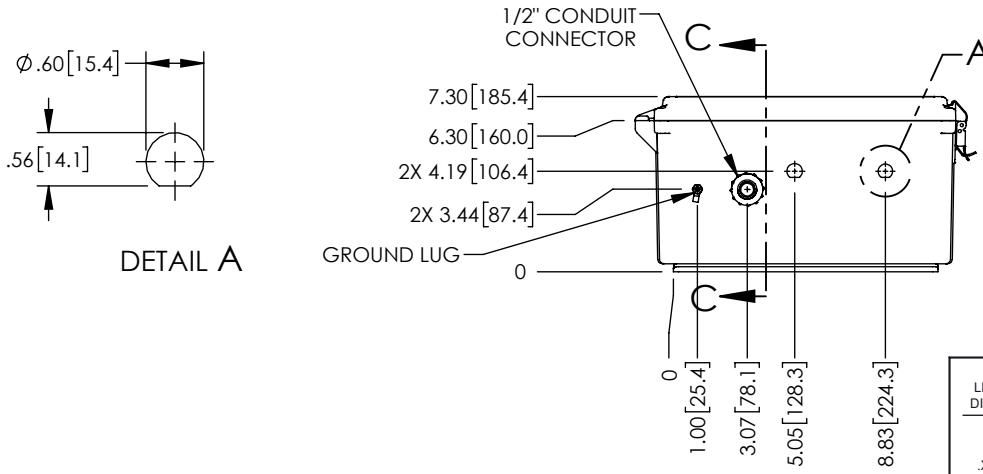 1/2" CONDUIT
CONNECTOR
C
A
Ø.60[15.4]
7.30[185.4]
6.30[160.0]
.56[14.1]
2X 4.19[106.4]
2X 3.44[87.4]
DETAIL A
GROUND LUG
0
C
0
1.00[25.4]
3.07[78.1]
5.05[128.3]
8.83[224.3]